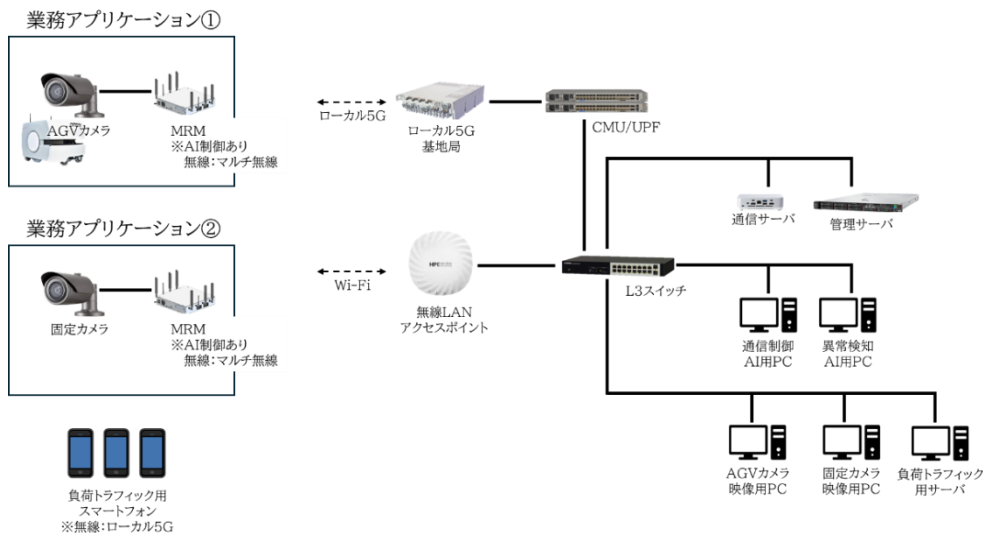 業務アプリケーション①
AGVカメラ
MRM
※AI制御あり
無線：マルチ無線
ローカル5G
ローカル5G
基地局
CMU/UPF
通信サーバ
管理サーバ
業務アプリケーション②
固定カメラ
MRM
※AI制御あり
無線：マルチ無線
Wi-Fi
無線LAN
アクセスポイント
L3スイッチ
通信制御
AI用PC
異常検知
AI用PC
AGVカメラ
映像用PC
固定カメラ
映像用PC
負荷トラフィック
用サーバ
負荷トラフィック用
スマートフォン
※無線：ローカル5G